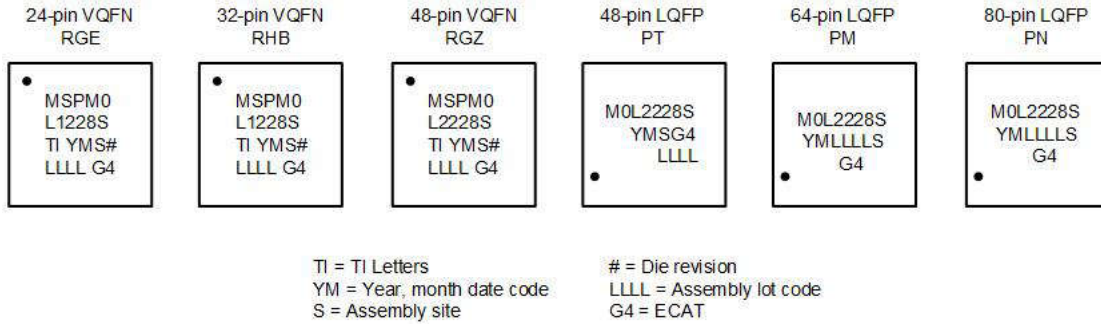 24-pin VQFN
RGE
MSPM0
L1228S
TI YMS#
LLLL G4
32-pin VQFN
RHB
MSPM0
L1228S
TI YMS#
LLLL G4
48-pin VQFN
RGZ
MSPM0
L2228S
TI YMS#
LLLL G4
48-pin LQFP
PT
M0L2228S
YMSG4
LLLL
64-pin LQFP
PM
M0L2228S
YMLLLLS
G4
80-pin LQFP
PN
M0L2228S
YMLLLLS
G4
TI = TI Letters
YM = Year, month date code
S = Assembly site
# = Die revision
LLLL = Assembly lot code
G4 = ECAT